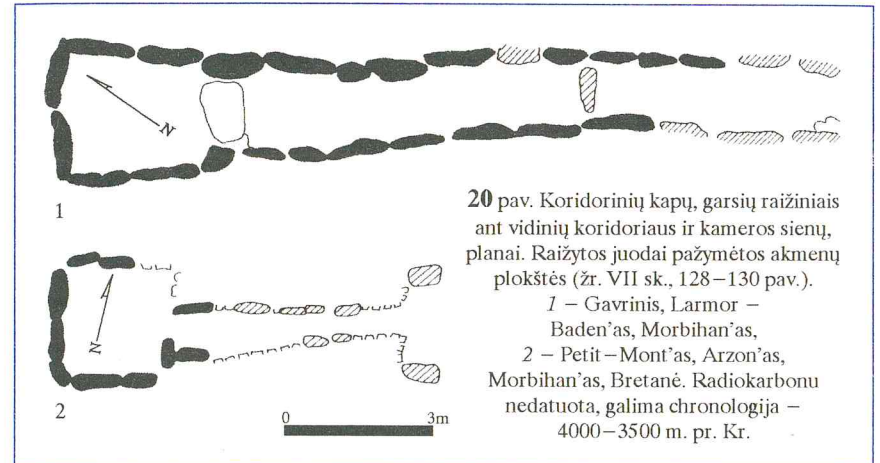 N
1
N
2
0 3m
20 pav. Koridorinių kapų, garsių raižiniais
ant vidinių koridoriaus ir kameros sienų,
planai. Raižytos juodai pažymėtos akmenų
plokštės (žr. VII sk., 128–130 pav.).
1 – Gavrinis, Larmor –
Baden'as, Morbihan'as,
2 – Petit–Mont'as, Arzon'as,
Morbihan'as, Bretanė. Radiokarbonu
nedatuota, galima chronologija –
4000–3500 m. pr. Kr.